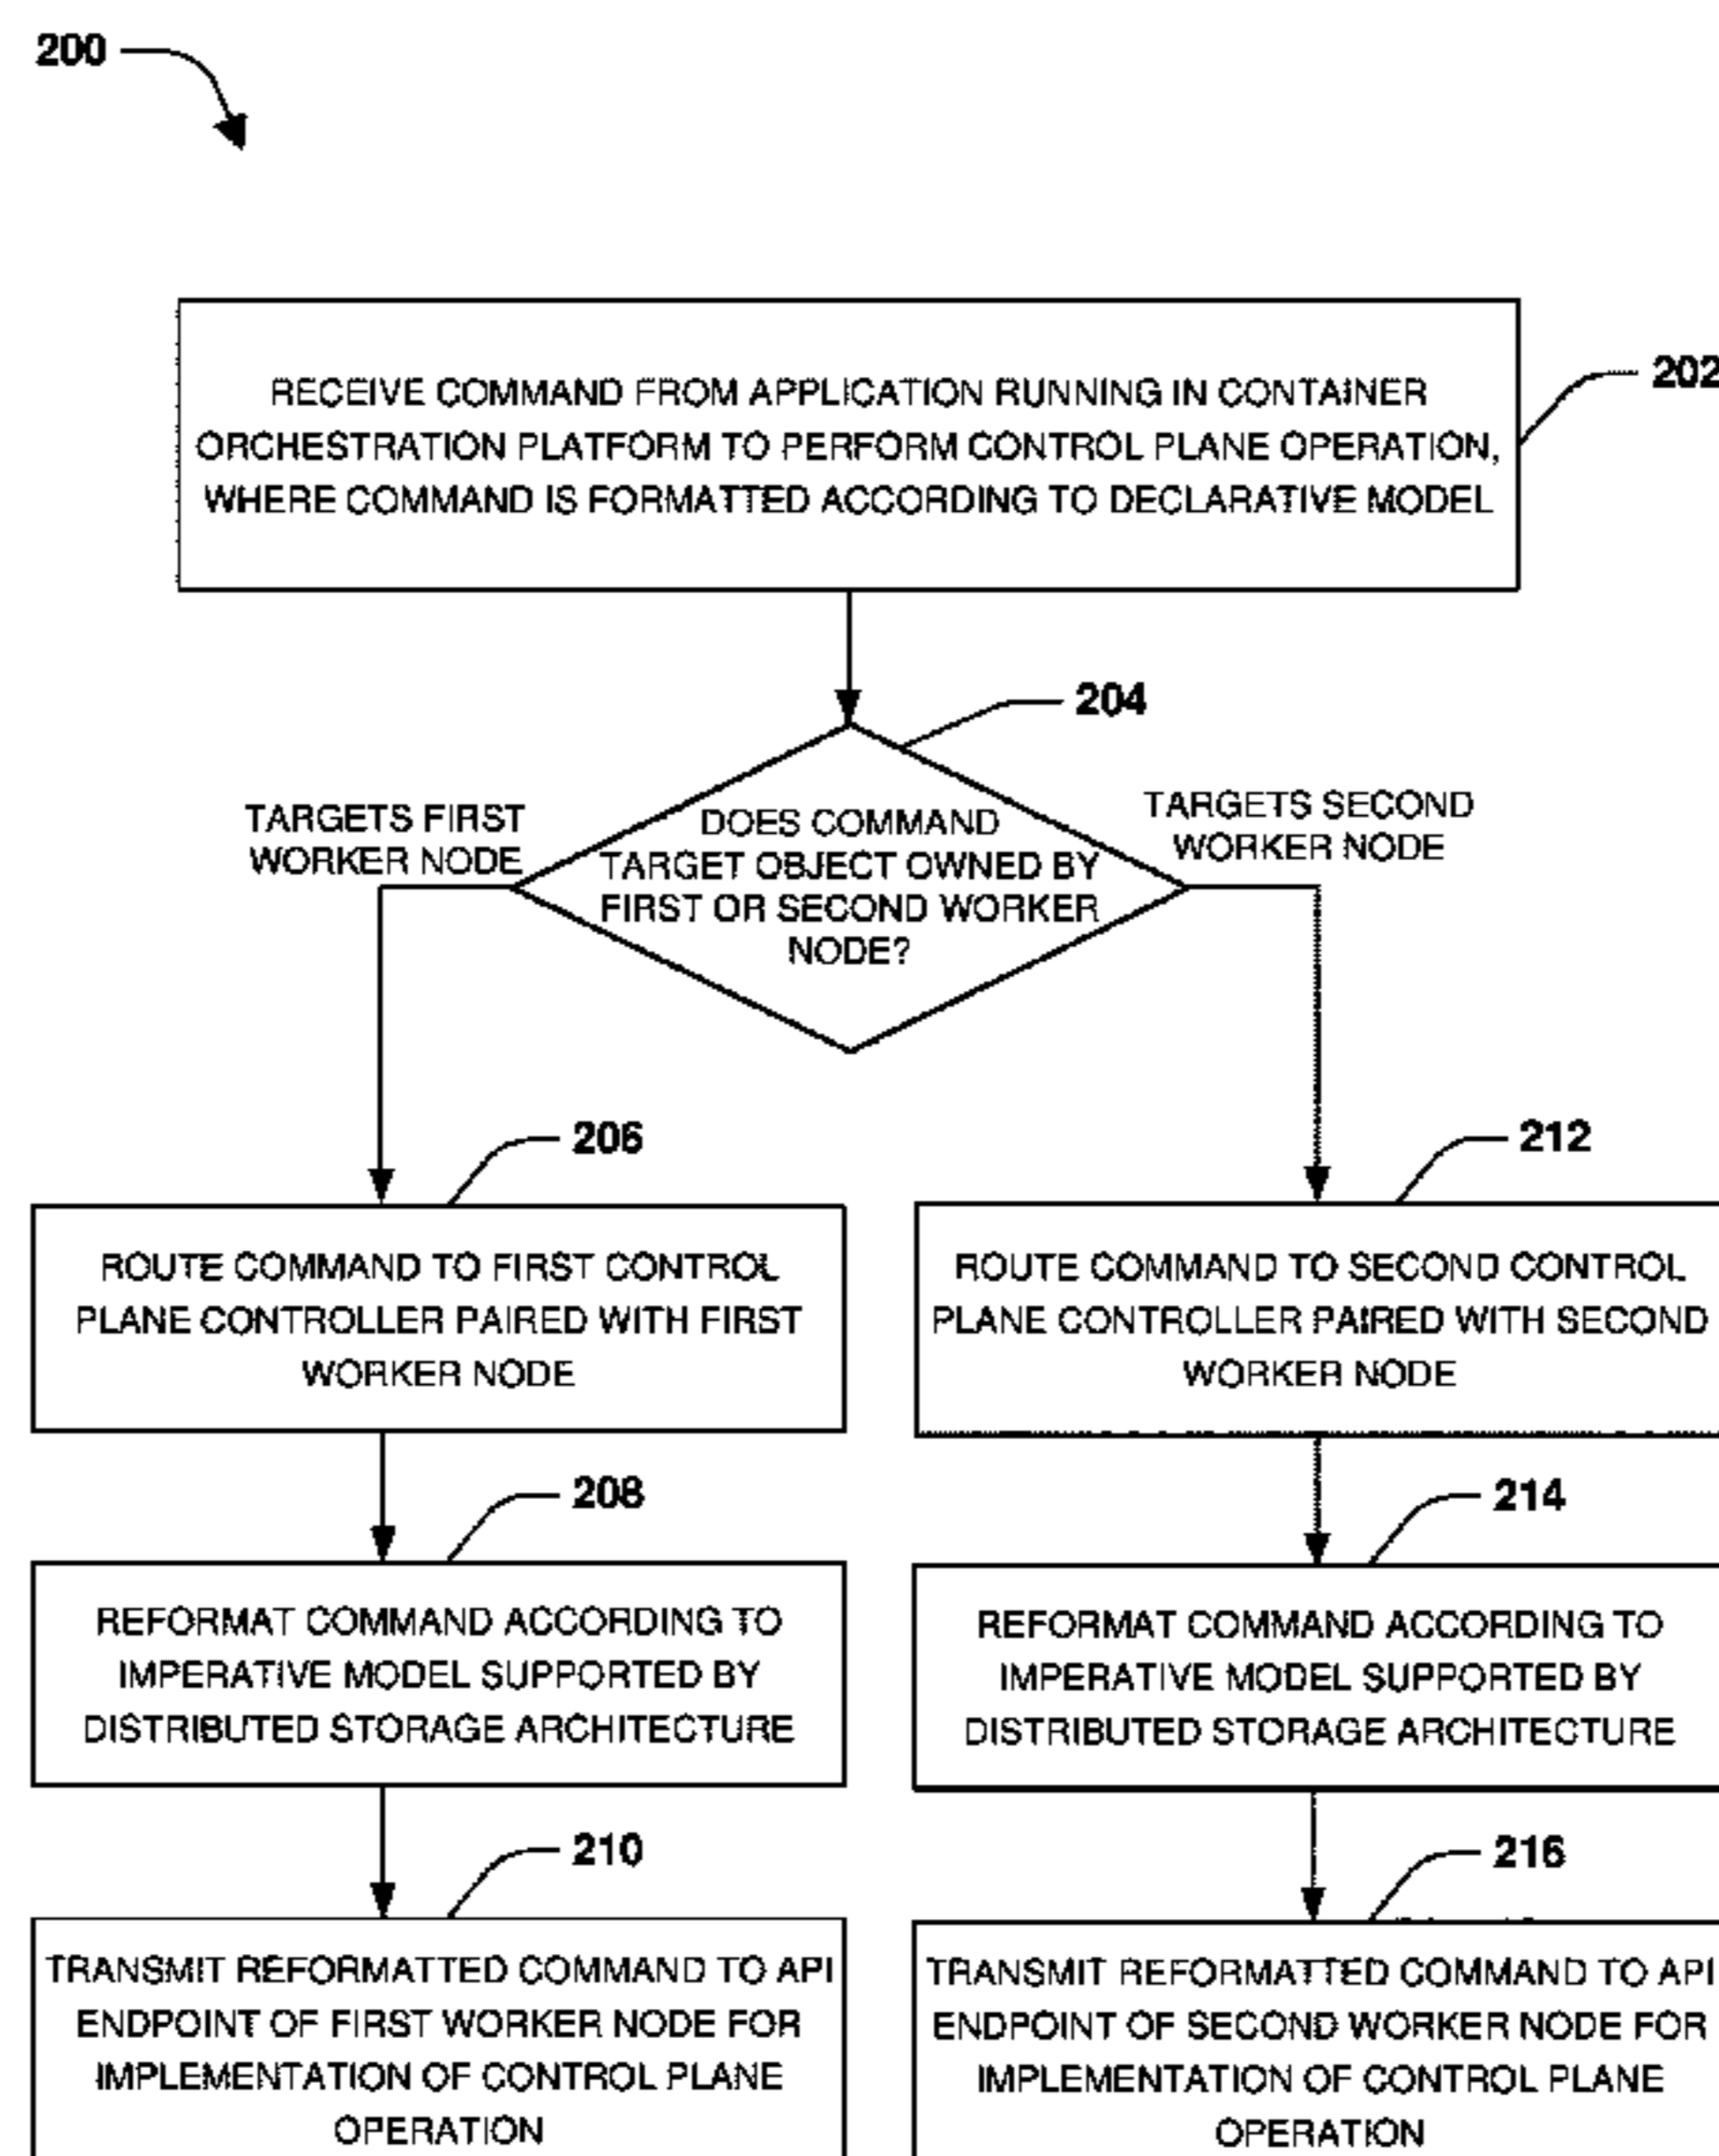 200
RECEIVE COMMAND FROM APPLICATION RUNNING IN CONTAINER
ORCHESTRATION PLATFORM TO PERFORM CONTROL PLANE OPERATION,
WHERE COMMAND IS FORMATTED ACCORDING TO DECLARATIVE MODEL
202
204
DOES COMMAND
TARGET OBJECT OWNED BY
FIRST OR SECOND WORKER
NODE?
TARGETS FIRST
WORKER NODE
TARGETS SECOND
WORKER NODE
206
ROUTE COMMAND TO FIRST CONTROL
PLANE CONTROLLER PAIRED WITH FIRST
WORKER NODE
208
REFORMAT COMMAND ACCORDING TO
IMPERATIVE MODEL SUPPORTED BY
DISTRIBUTED STORAGE ARCHITECTURE
210
TRANSMIT REFORMATTED COMMAND TO API
ENDPOINT OF FIRST WORKER NODE FOR
IMPLEMENTATION OF CONTROL PLANE
OPERATION
212
ROUTE COMMAND TO SECOND CONTROL
PLANE CONTROLLER PAIRED WITH SECOND
WORKER NODE
214
REFORMAT COMMAND ACCORDING TO
IMPERATIVE MODEL SUPPORTED BY
DISTRIBUTED STORAGE ARCHITECTURE
216
TRANSMIT REFORMATTED COMMAND TO API
ENDPOINT OF SECOND WORKER NODE FOR
IMPLEMENTATION OF CONTROL PLANE
OPERATION